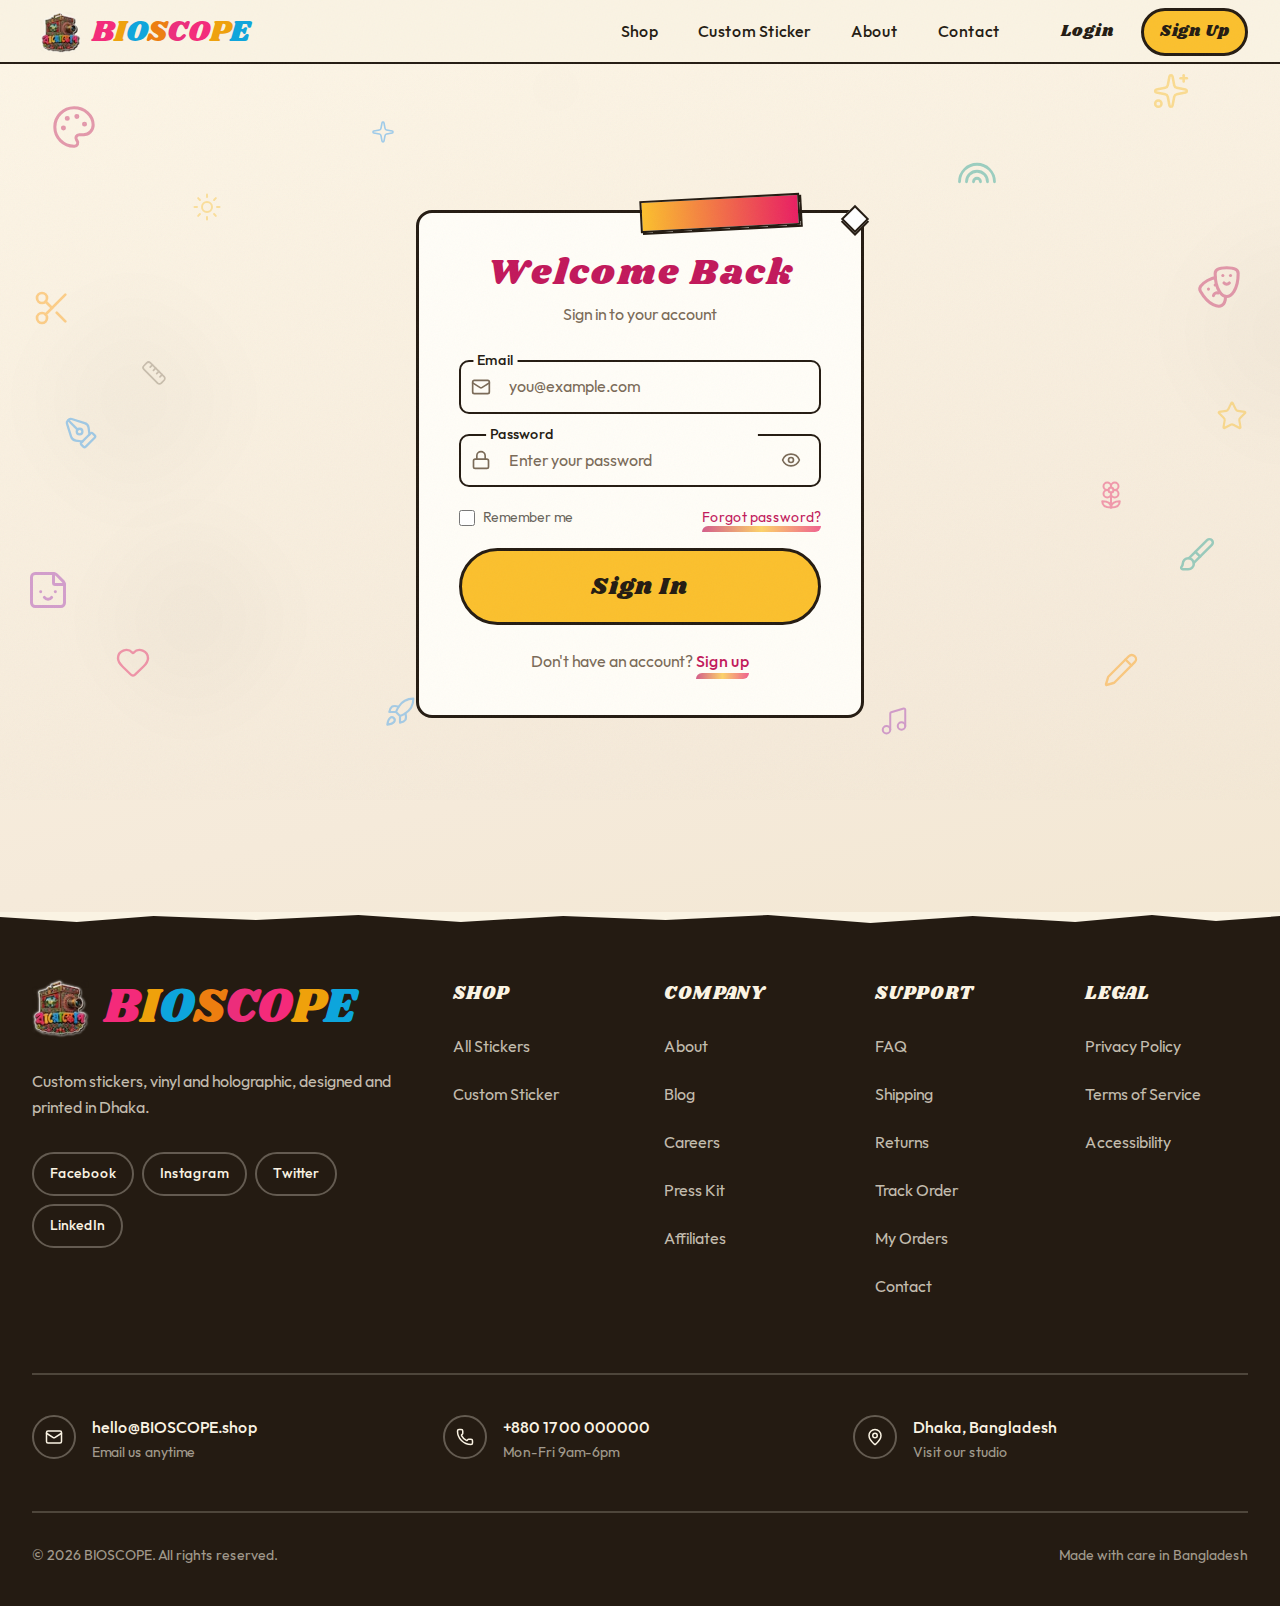 BIOSCOPE
Shop Custom Sticker About Contact Login Sign Up
Welcome Back
Sign in to your account
Email
you@example.com
Password
Enter your password
Remember me Forgot password?
Sign In
Don't have an account? Sign up
BIOSCOPE
Custom stickers, vinyl and holographic, designed and
printed in Dhaka.
Facebook Instagram Twitter
LinkedIn
SHOP
All Stickers
Custom Sticker
COMPANY
About
Blog
Careers
Press Kit
Affiliates
SUPPORT
FAQ
Shipping
Returns
Track Order
My Orders
Contact
LEGAL
Privacy Policy
Terms of Service
Accessibility
hello@BIOSCOPE.shop
Email us anytime
+880 1700 000000
Mon-Fri 9am-6pm
Dhaka, Bangladesh
Visit our studio
© 2026 BIOSCOPE. All rights reserved.
Made with care in Bangladesh